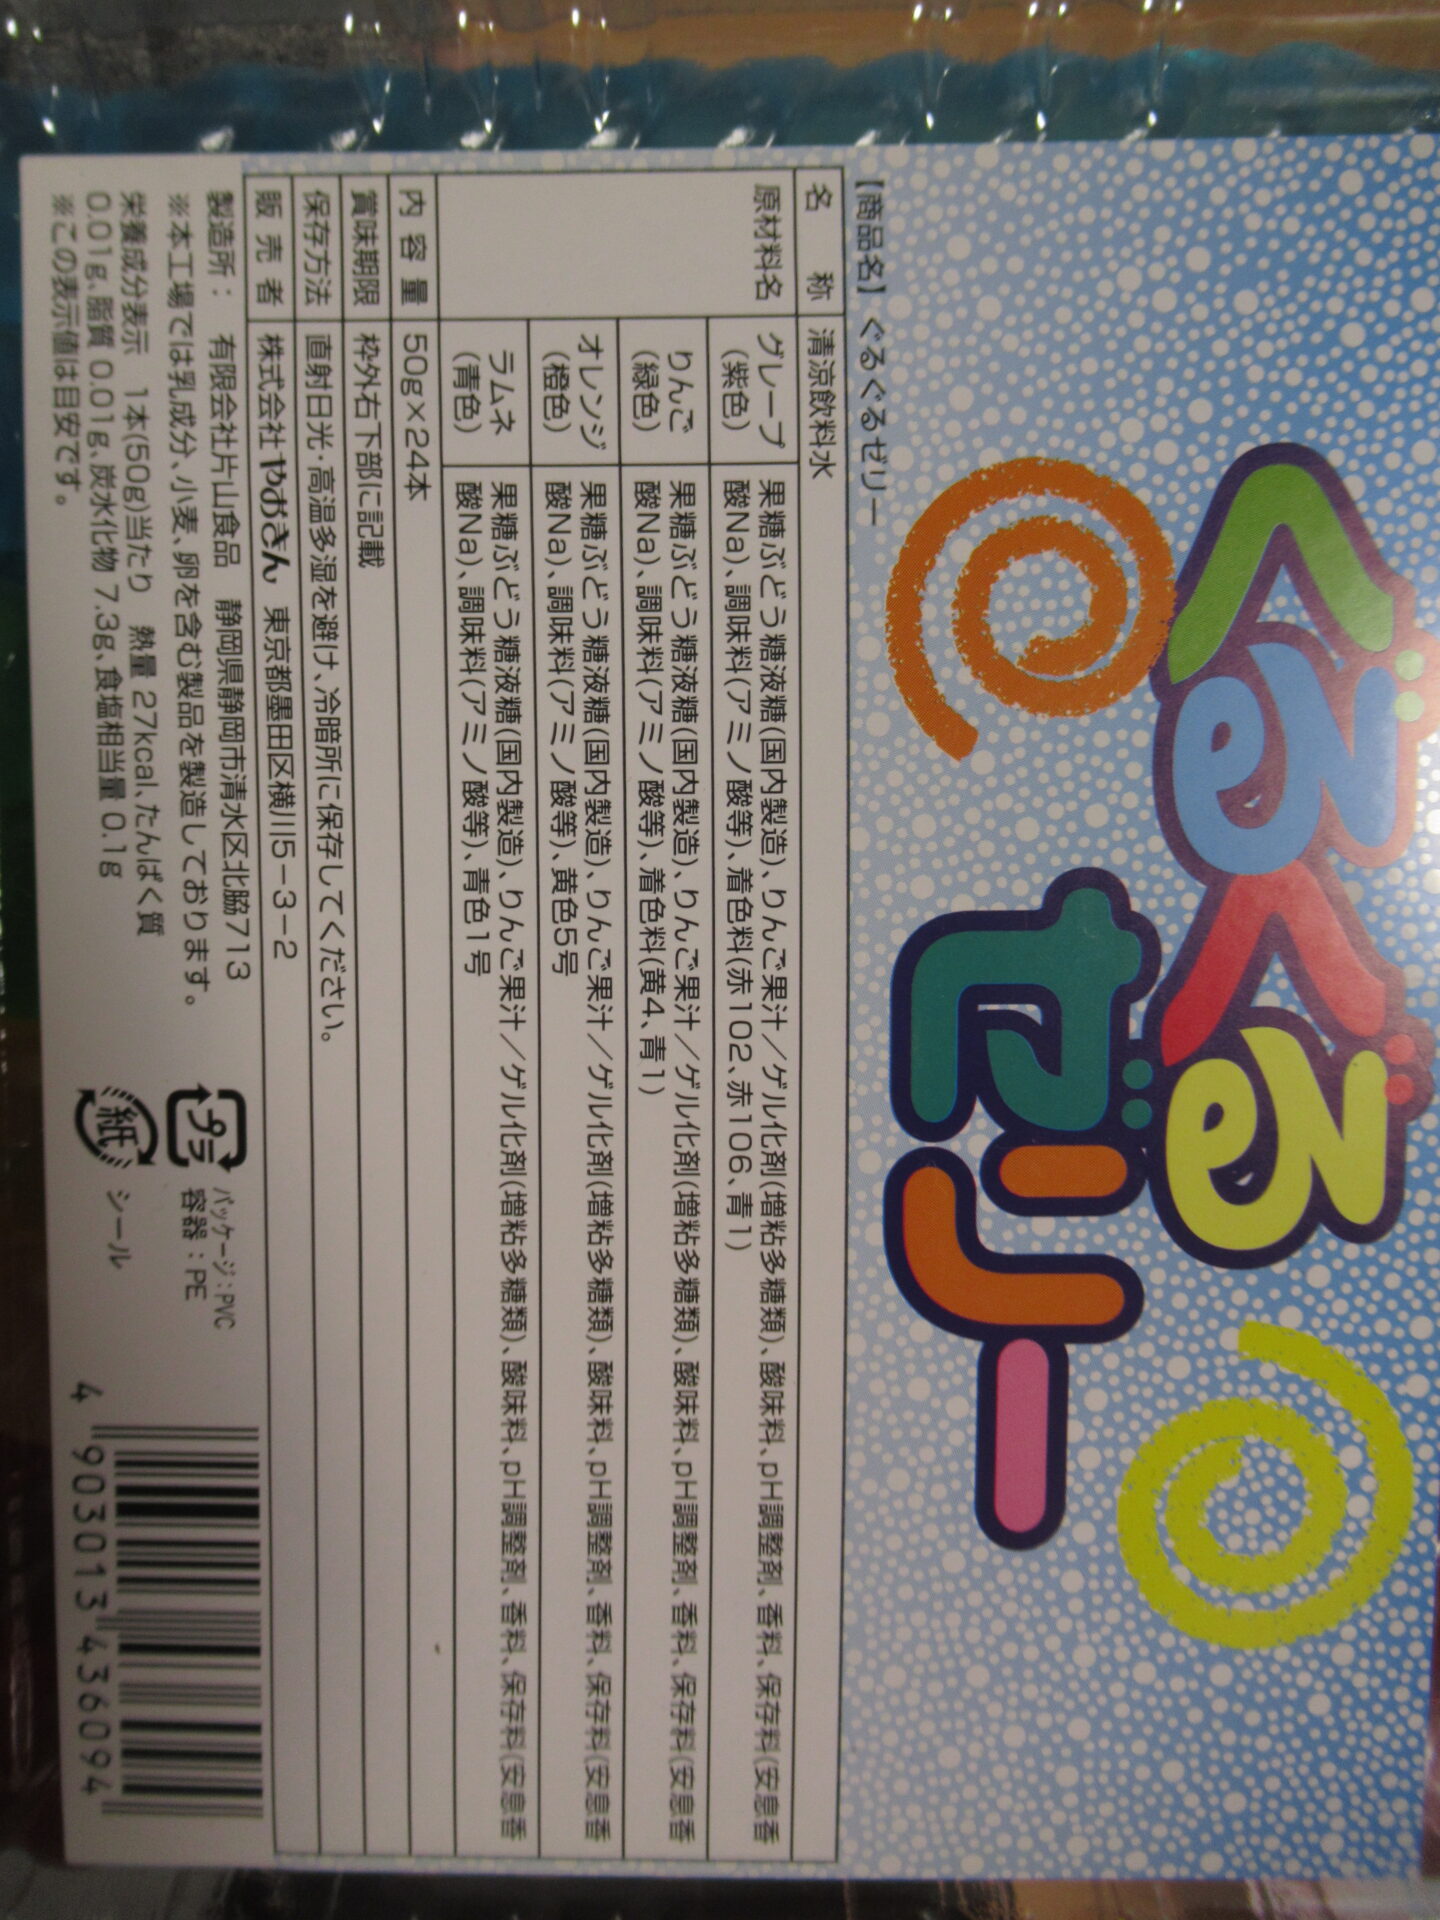 ぐるぐる
ゼリー
【商品名】ぐるぐるゼリー
名称 清涼飲料水
原材料名
グレープ(紫色) 果糖ぶどう糖液糖(国内製造)、りんご果汁／ゲル化剤(増粘多糖類)、酸味料、pH調整剤、香料、保存料(安息香
酸Na)、調味料(アミノ酸等)、着色料(赤102、赤106、青1)
りんご(緑色) 果糖ぶどう糖液糖(国内製造)、りんご果汁／ゲル化剤(増粘多糖類)、酸味料、pH調整剤、香料、保存料(安息香
酸Na)、調味料(アミノ酸等)、着色料(黄4、青1)
オレンジ(橙色) 果糖ぶどう糖液糖(国内製造)、りんご果汁／ゲル化剤(増粘多糖類)、酸味料、pH調整剤、香料、保存料(安息香
酸Na)、調味料(アミノ酸等)、黄色5号
ラムネ(青色) 果糖ぶどう糖液糖(国内製造)、りんご果汁／ゲル化剤(増粘多糖類)、酸味料、pH調整剤、香料、保存料(安息香
酸Na)、調味料(アミノ酸等)、青色1号
内容量 50g×24本
賞味期限 枠外右下部に記載
保存方法 直射日光・高温多湿を避け、冷暗所に保存してください。
販売者 株式会社やおきん 東京都墨田区横川5－3－2
製造所： 有限会社片山食品 静岡県静岡市清水区北脇713
※本工場では乳成分、小麦、卵を含む製品を製造しております。
栄養成分表示 1本(50g)当たり 熱量 27kcal、たんぱく質
0.01g、脂質 0.01g、炭水化物 7.3g、食塩相当量 0.1g
※この表示値は目安です。
プラ
パッケージ：PVC
容器：PE
紙
シール
4 903013 436094